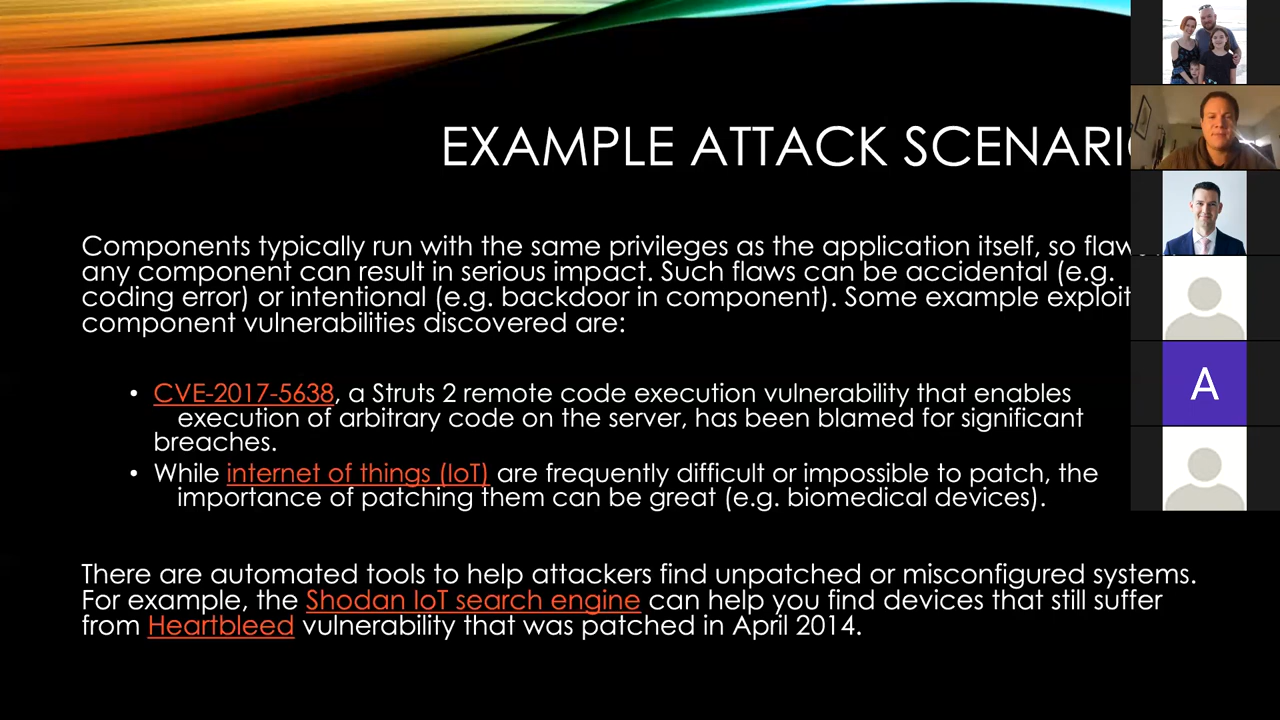 EXAMPLE ATTACK SCENARI
Components typically run with the same privileges as the application itself, so flaws
any component can result in serious impact. Such flaws can be accidental (e.g.
coding error) or intentional (e.g. backdoor in component). Some example exploit
component vulnerabilities discovered are:
• CVE-2017-5638, a Struts 2 remote code execution vulnerability that enables
execution of arbitrary code on the server, has been blamed for significant
breaches.
• While internet of things (IoT) are frequently difficult or impossible to patch, the
importance of patching them can be great (e.g. biomedical devices).
There are automated tools to help attackers find unpatched or misconfigured systems.
For example, the Shodan IoT search engine can help you find devices that still suffer
from Heartbleed vulnerability that was patched in April 2014.
A